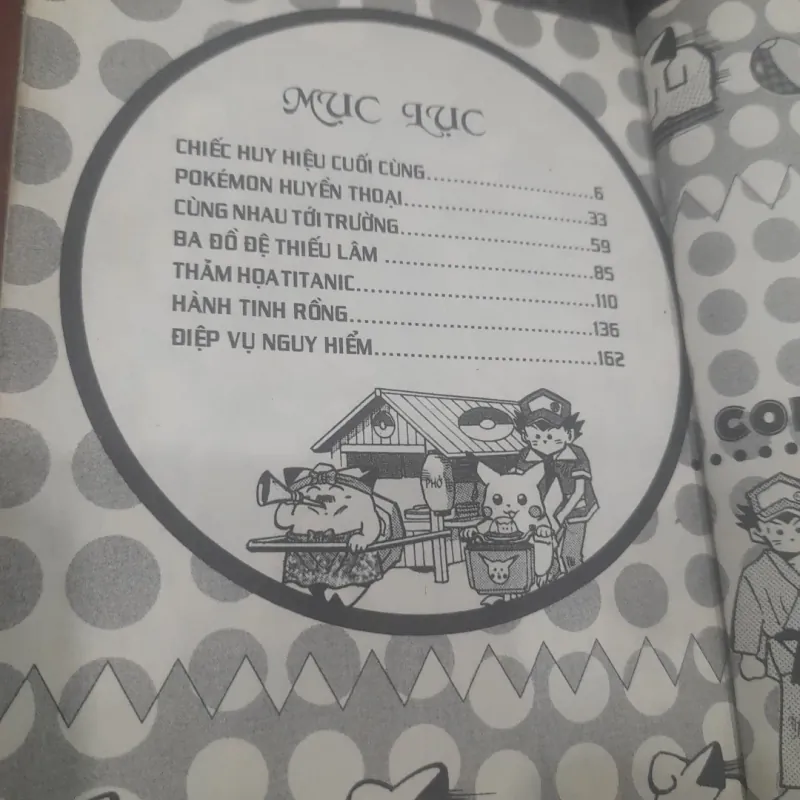 MỤC LỤC
CHIẾC HUY HIỆU CUỐI CÙNG..............................6
POKÉMON HUYỀN THOẠI..............................33
CÙNG NHAU TỚI TRƯỜNG..............................59
BA ĐỒ ĐỆ THIẾU LÂM ..............................85
THẢM HỌA TITANIC..............................110
HÀNH TINH RỒNG..............................136
ĐIỆP VỤ NGUY HIỂM..............................162
PHỞ